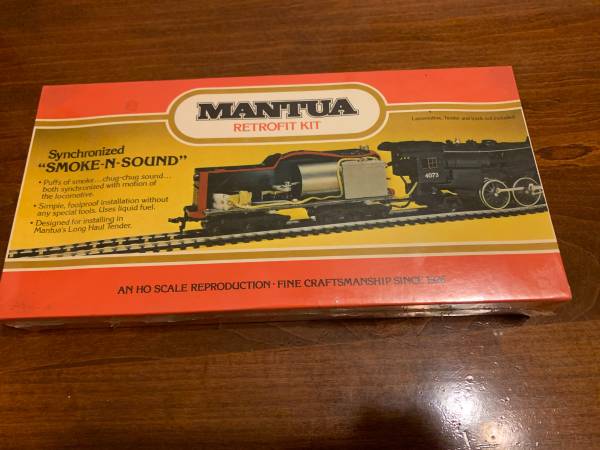 MANTUA
RETROFIT KIT
Locomotive, Tender and track not included
Synchronized
"SMOKE-N-SOUND"
• Puffs of smoke...chug-chug sound...
both synchronized with motion of
the locomotive.
• Simple, foolproof installation without
any special tools. Uses liquid fuel.
• Designed for installing in
Mantua's Long Haul Tender.
4073
AN HO SCALE REPRODUCTION · FINE CRAFTSMANSHIP SINCE 1926